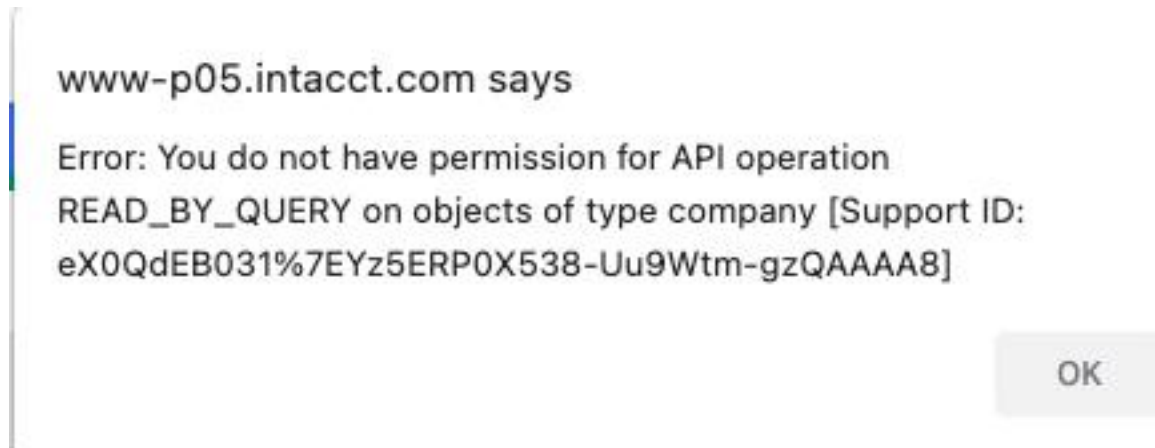 www-p05.intacct.com says
Error: You do not have permission for API operation
READ_BY_QUERY on objects of type company [Support ID:
eX0QdEB031%7EYz5ERP0X538-Uu9Wtm-gzQAAAA8]
OK